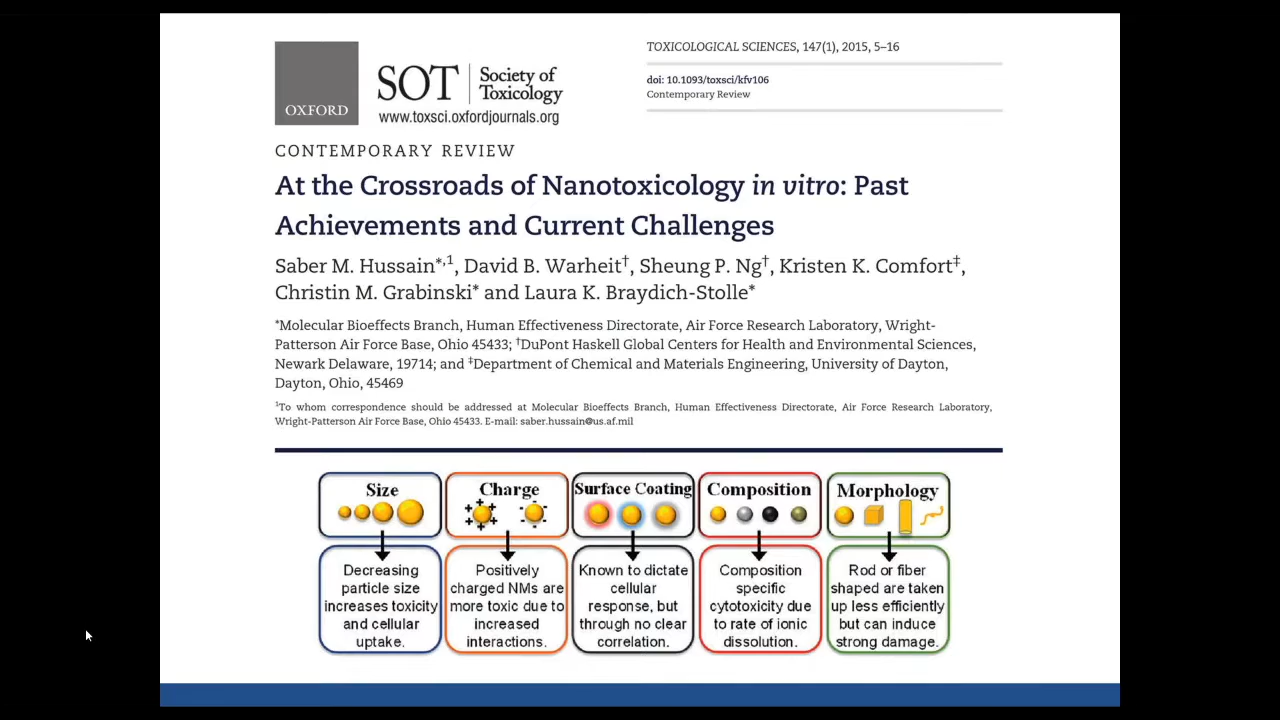 OXFORD
SOT
Society of
Toxicology
www.toxsci.oxfordjournals.org
TOXICOLOGICAL SCIENCES, 147(1), 2015, 5–16
doi: 10.1093/toxsci/kfv106
Contemporary Review
CONTEMPORARY REVIEW
At the Crossroads of Nanotoxicology in vitro: Past
Achievements and Current Challenges
Saber M. Hussain*,1, David B. Warheit†, Sheung P. Ng†, Kristen K. Comfort‡,
Christin M. Grabinski* and Laura K. Braydich-Stolle*
*Molecular Bioeffects Branch, Human Effectiveness Directorate, Air Force Research Laboratory, Wright-
Patterson Air Force Base, Ohio 45433; †DuPont Haskell Global Centers for Health and Environmental Sciences,
Newark Delaware, 19714; and ‡Department of Chemical and Materials Engineering, University of Dayton,
Dayton, Ohio, 45469
1To whom correspondence should be addressed at Molecular Bioeffects Branch, Human Effectiveness Directorate, Air Force Research Laboratory,
Wright-Patterson Air Force Base, Ohio 45433. E-mail: saber.hussain@us.af.mil
Size
Decreasing
particle size
increases toxicity
and cellular
uptake.
Charge
Positively
charged NMs are
more toxic due to
increased
interactions.
Surface Coating
Known to dictate
cellular
response, but
through no clear
correlation.
Composition
Composition
specific
cytotoxicity due
to rate of ionic
dissolution.
Morphology
Rod or fiber
shaped are taken
up less efficiently
but can induce
strong damage.